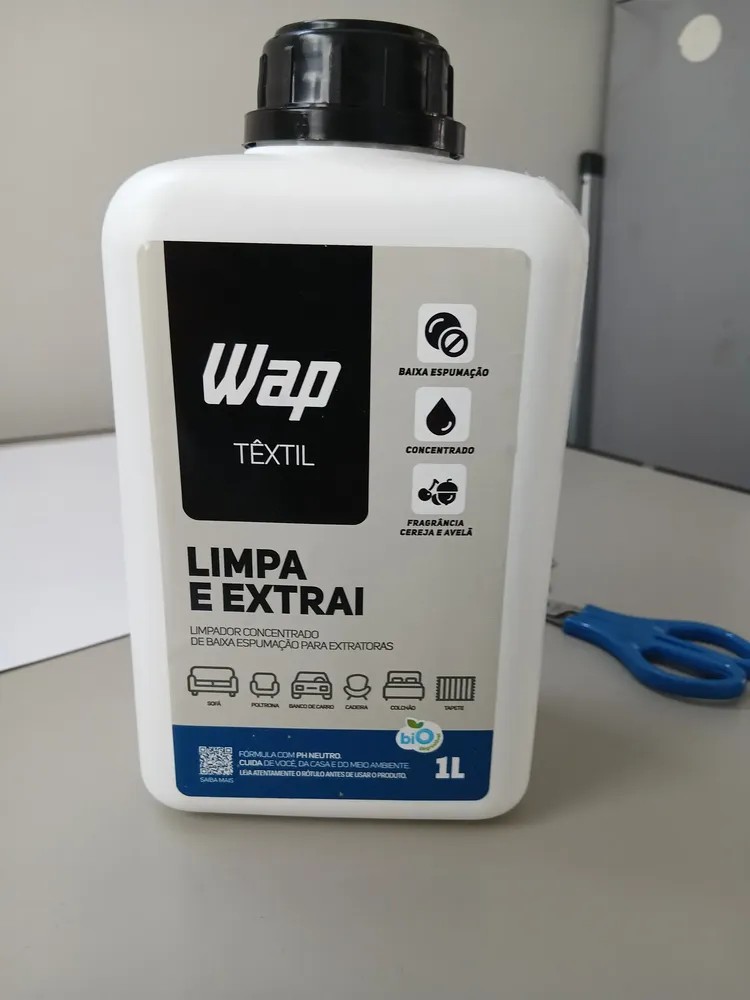 Wap
TÊXTIL
BAIXA ESPUMAÇÃO
CONCENTRADO
FRAGRÂNCIA
CEREJA E AVELÃ
LIMPA
E EXTRAI
LIMPADOR CONCENTRADO
DE BAIXA ESPUMAÇÃO PARA EXTRATORAS
SOFÁ
POLTRONA
BANCO DE CARRO
CADEIRA
COLCHÃO
TAPETE
SAIBA MAIS
FÓRMULA COM PH NEUTRO.
CUIDA DE VOCÊ, DA CASA E DO MEIO AMBIENTE.
LEIA ATENTAMENTE O RÓTULO ANTES DE USAR O PRODUTO.
biO
1L